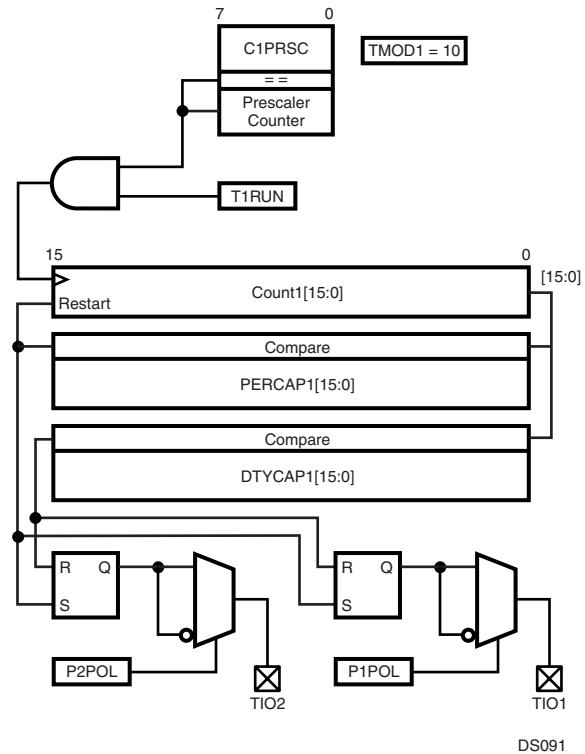 7 0
C1PRSC
TMOD1 = 10
= =
Prescaler
Counter
T1RUN
15 0
[15:0]
Count1[15:0]
Restart
Compare
PERCAP1[15:0]
Compare
DTYCAP1[15:0]
R Q R Q
S S
P2POL P1POL
TIO2 TIO1
DS091